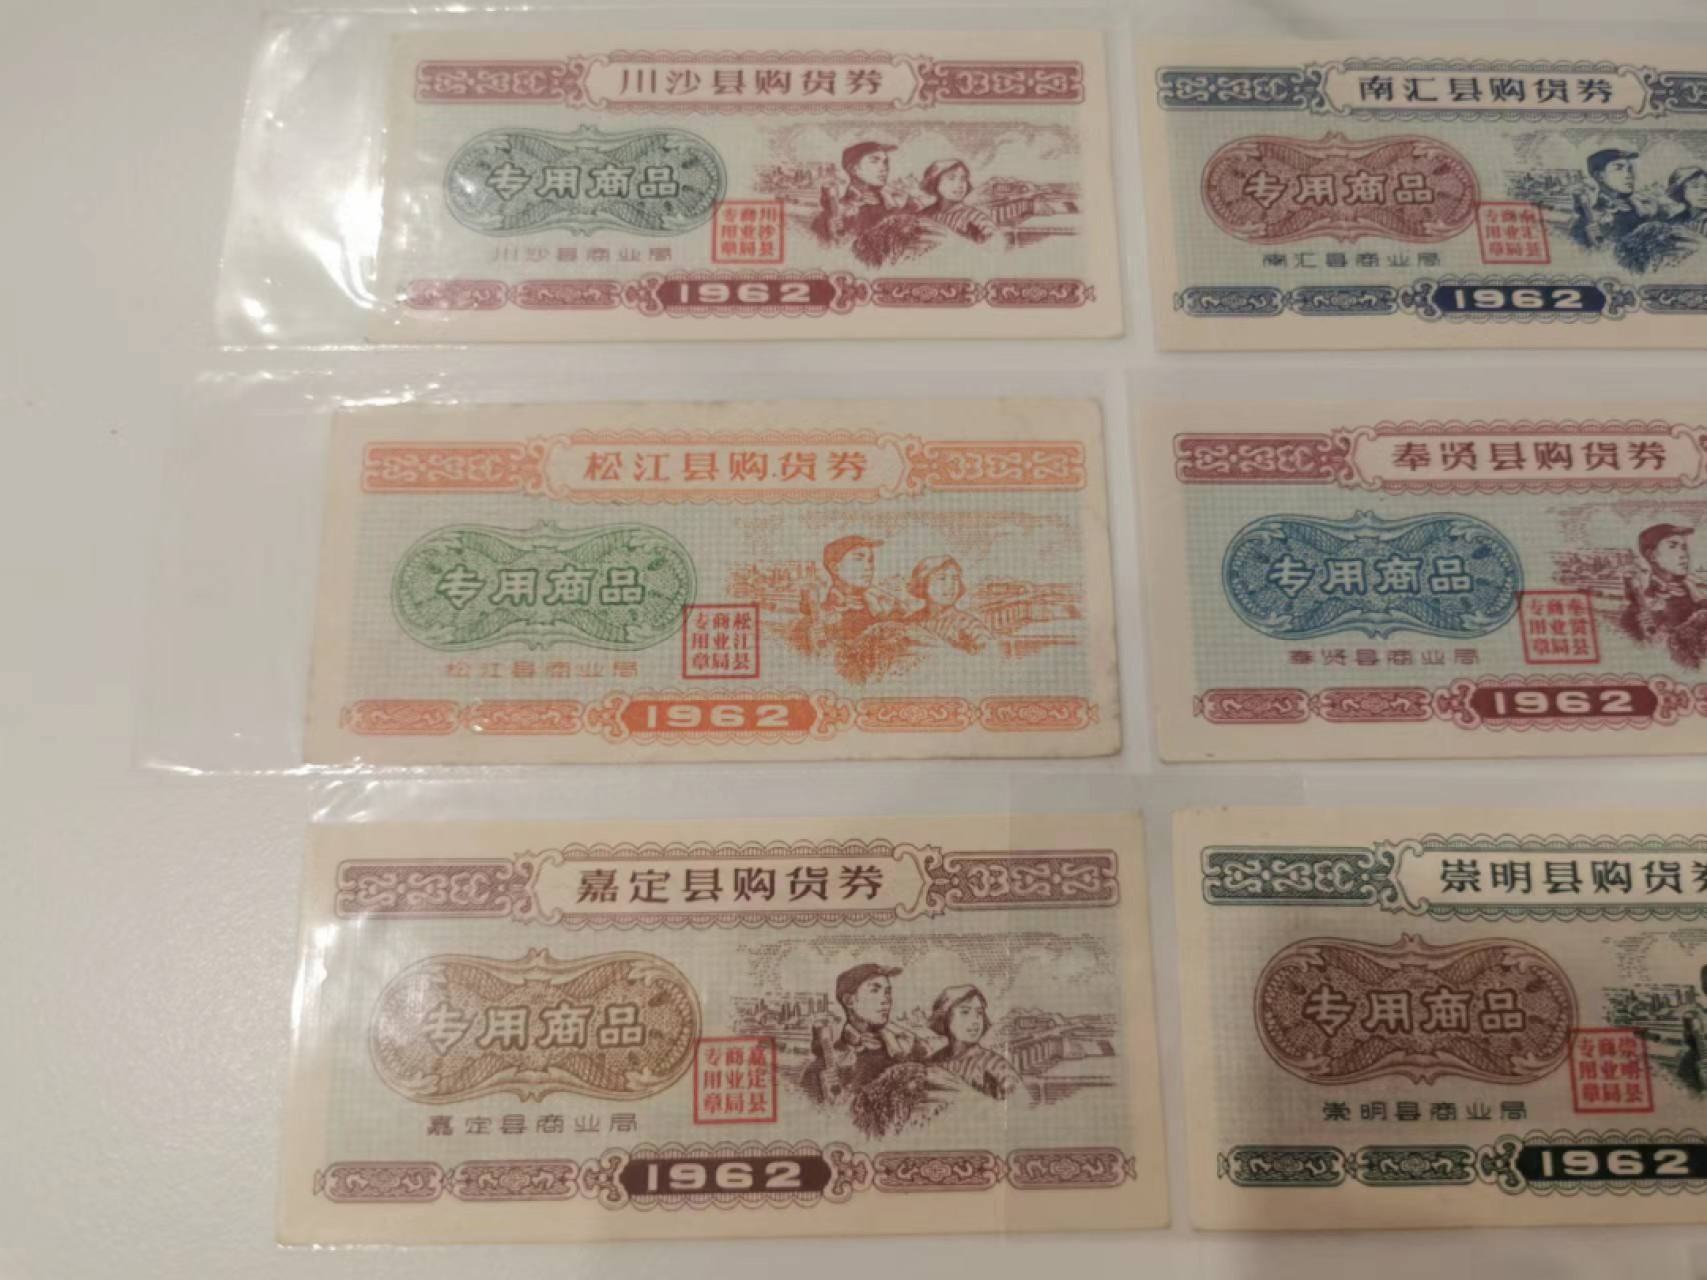 川沙县购货券
专用商品
川沙县
商业局
专用章
川沙县商业局
1962
南汇县购货券
专用商品
南汇县
商业局
专用章
南汇县商业局
1962
松江县购货券
专用商品
松江县
商业局
专用章
松江县商业局
1962
奉贤县购货券
专用商品
奉贤县
商业局
专用章
奉贤县商业局
1962
嘉定县购货券
专用商品
嘉定县
商业局
专用章
嘉定县商业局
1962
崇明县购货券
专用商品
崇明县
商业局
专用章
崇明县商业局
1962